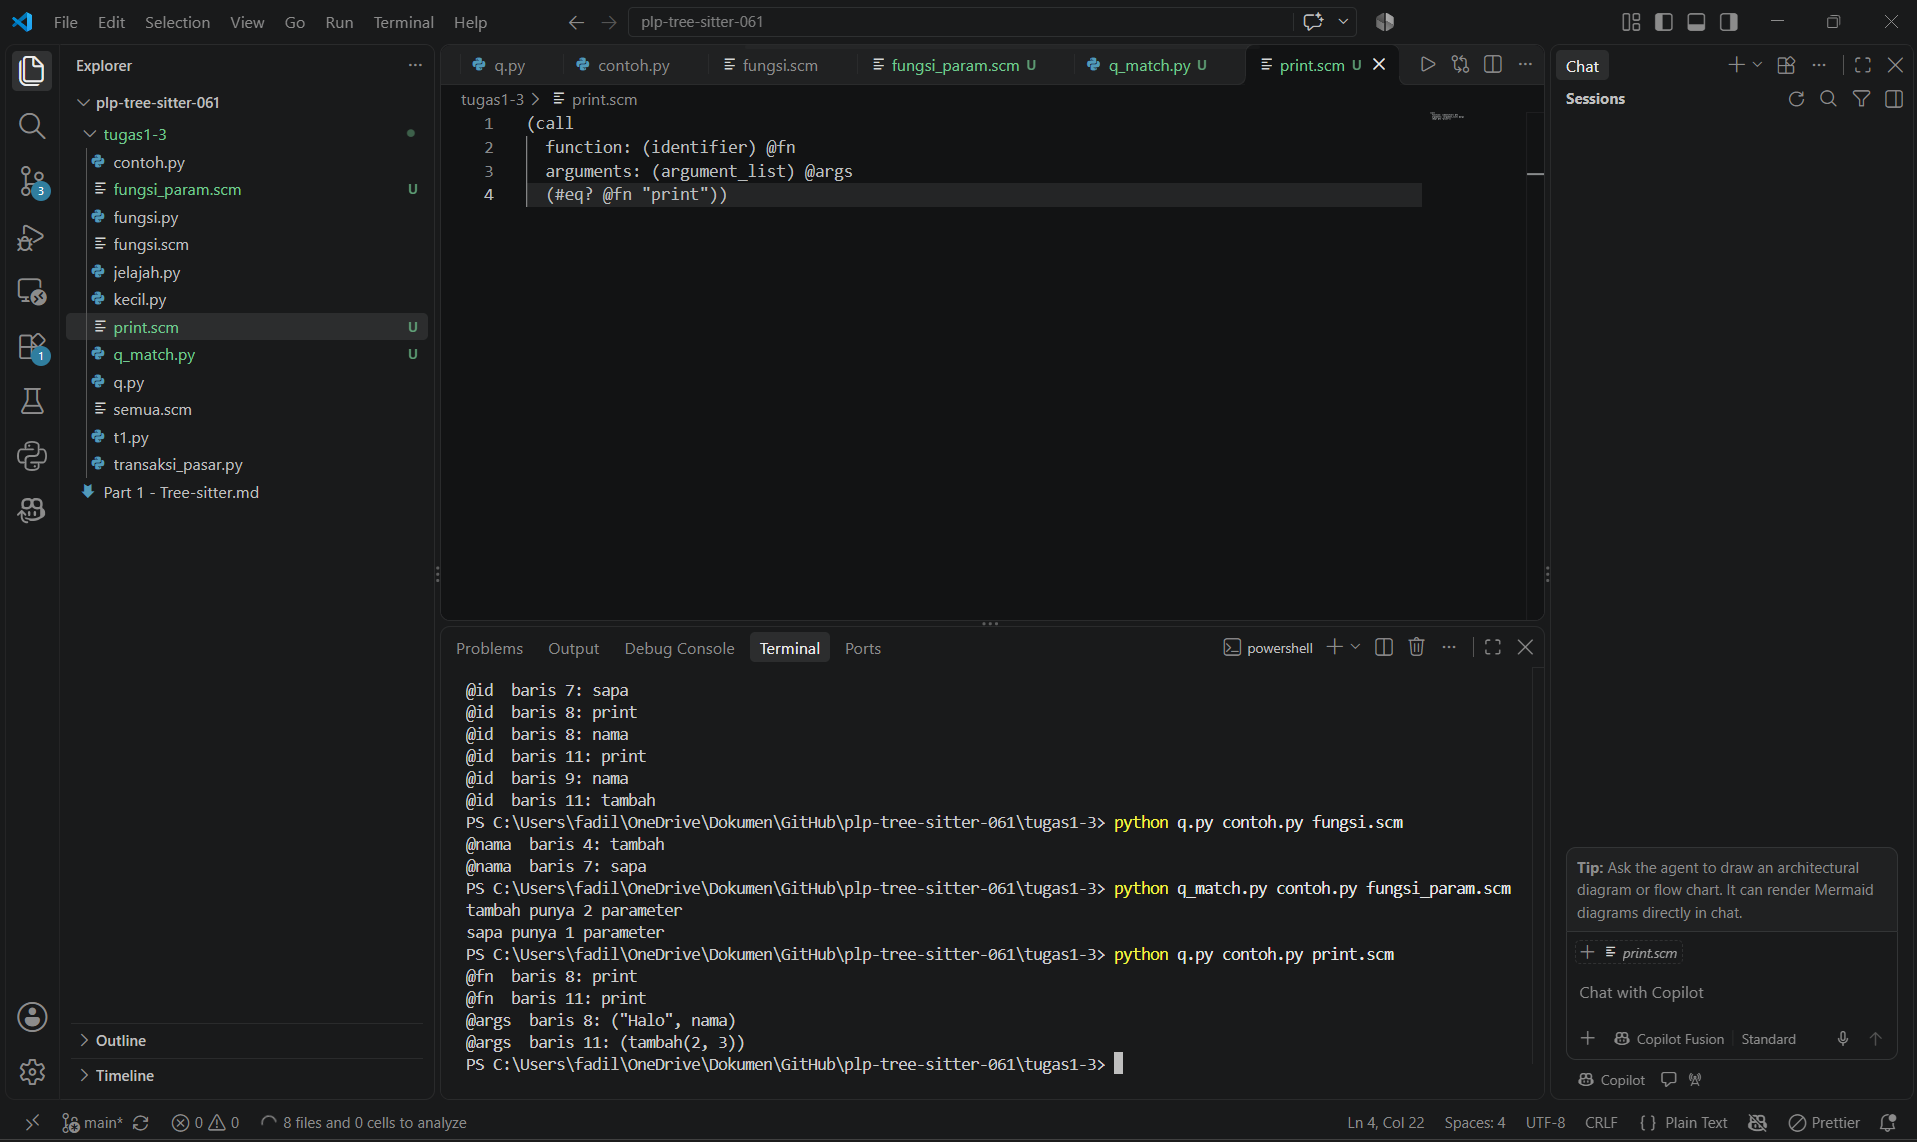 File Edit Selection View Go Run Terminal Help
plp-tree-sitter-061
Explorer
plp-tree-sitter-061
tugas1-3
contoh.py
fungsi_param.scm U
fungsi.py
fungsi.scm
jelajah.py
kecil.py
print.scm U
q_match.py U
q.py
semua.scm
t1.py
transaksi_pasar.py
Part 1 - Tree-sitter.md
Outline
Timeline
3
1
q.py contoh.py fungsi.scm fungsi_param.scm U q_match.py U print.scm U
tugas1-3 > print.scm
1 (call
2 function: (identifier) @fn
3 arguments: (argument_list) @args
4 (#eq? @fn "print"))
Problems Output Debug Console Terminal Ports
powershell
@id  baris 7: sapa
@id  baris 8: print
@id  baris 8: nama
@id  baris 11: print
@id  baris 9: nama
@id  baris 11: tambah
PS C:\Users\fadil\OneDrive\Dokumen\GitHub\plp-tree-sitter-061\tugas1-3> python q.py contoh.py fungsi.scm
@nama  baris 4: tambah
@nama  baris 7: sapa
PS C:\Users\fadil\OneDrive\Dokumen\GitHub\plp-tree-sitter-061\tugas1-3> python q_match.py contoh.py fungsi_param.scm
tambah punya 2 parameter
sapa punya 1 parameter
PS C:\Users\fadil\OneDrive\Dokumen\GitHub\plp-tree-sitter-061\tugas1-3> python q.py contoh.py print.scm
@fn  baris 8: print
@fn  baris 11: print
@args  baris 8: ("Halo", nama)
@args  baris 11: (tambah(2, 3))
PS C:\Users\fadil\OneDrive\Dokumen\GitHub\plp-tree-sitter-061\tugas1-3>
Chat
Sessions
Tip: Ask the agent to draw an architectural
diagram or flow chart. It can render Mermaid
diagrams directly in chat.
print.scm
Chat with Copilot
Copilot Fusion Standard
Copilot
main* 0 0 8 files and 0 cells to analyze
Ln 4, Col 22 Spaces: 4 UTF-8 CRLF { } Plain Text Prettier